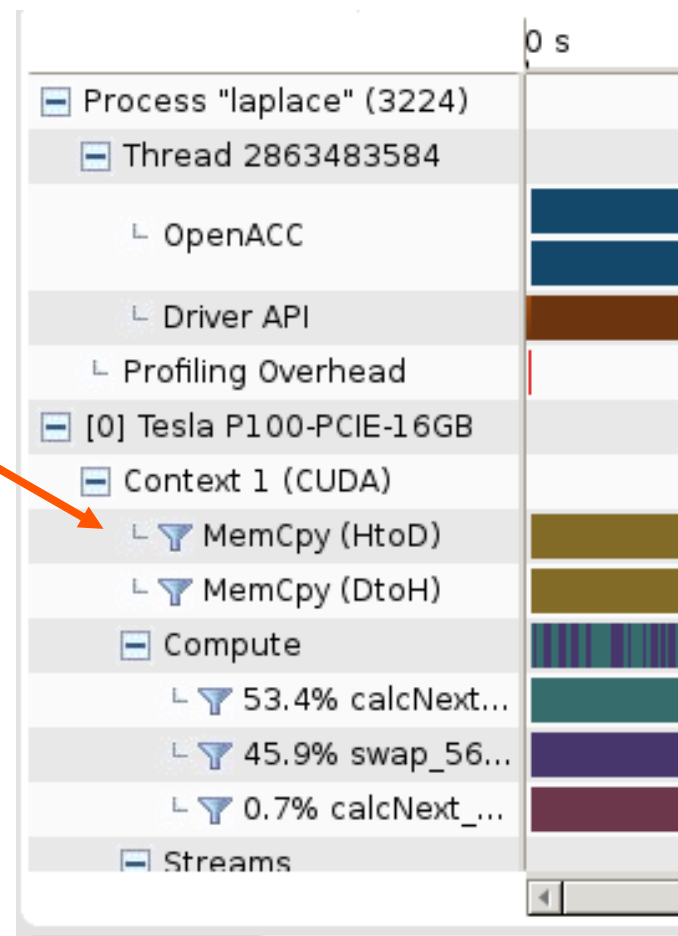 0 s
Process "laplace" (3224)
Thread 2863483584
OpenACC
Driver API
Profiling Overhead
[0] Tesla P100-PCIE-16GB
Context 1 (CUDA)
MemCpy (HtoD)
MemCpy (DtoH)
Compute
53.4% calcNext...
45.9% swap_56...
0.7% calcNext_...
Streams